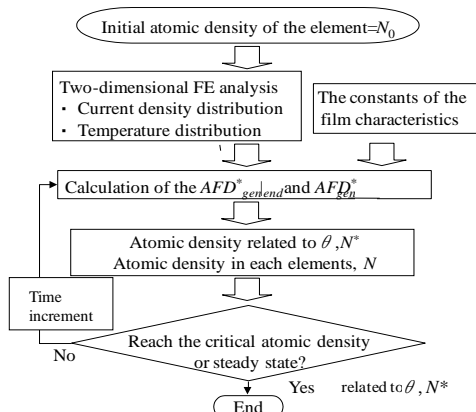 Initial atomic density of the element=N₀
Two-dimensional FE analysis
・ Current density distribution
・ Temperature distribution
The constants of the
film characteristics
Calculation of the AFD*gen|end and AFD*gen
Atomic density related to θ, N*
Atomic density in each elements, N
Time
increment
Reach the critical atomic density
or steady state?
No
Yes
related to θ, N*
End